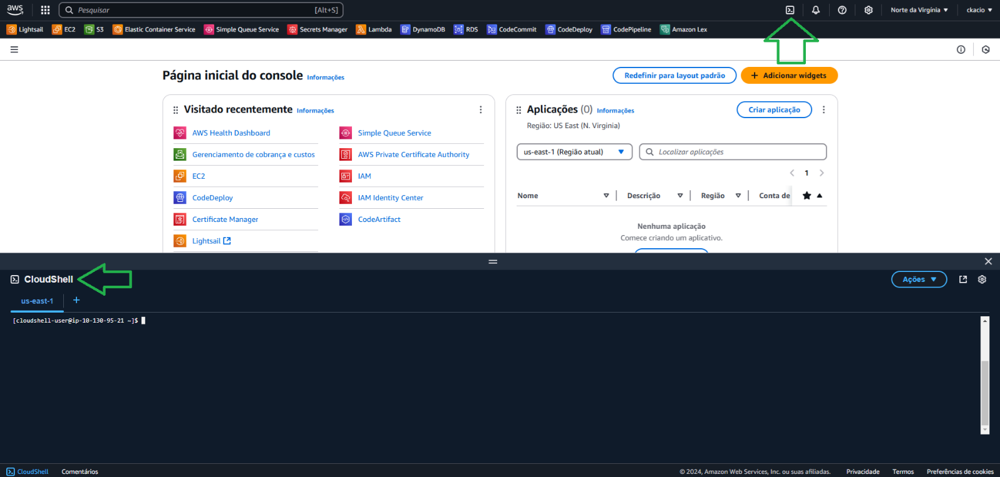 aws Pesquisar [Alt+S] Norte da Virgínia ckacio
Lightsail EC2 S3 Elastic Container Service Simple Queue Service Secrets Manager Lambda DynamoDB RDS CodeCommit CodeDeploy CodePipeline Amazon Lex
Página inicial do console Informações Redefinir para layout padrão + Adicionar widgets
Visitado recentemente Informações
AWS Health Dashboard Simple Queue Service
Gerenciamento de cobrança e custos AWS Private Certificate Authority
EC2 IAM
CodeDeploy IAM Identity Center
Certificate Manager CodeArtifact
Lightsail
Aplicações (0) Informações Criar aplicação
Região: US East (N. Virginia)
us-east-1 (Região atual) Localizar aplicações
1
Nome Descrição Região Conta de
Nenhuma aplicação
Comece criando um aplicativo.
CloudShell Ações
us-east-1 +
[cloudshell-user@ip-10-130-95-21 ~]$
CloudShell Comentários © 2024, Amazon Web Services, Inc. ou suas afiliadas. Privacidade Termos Preferências de cookies